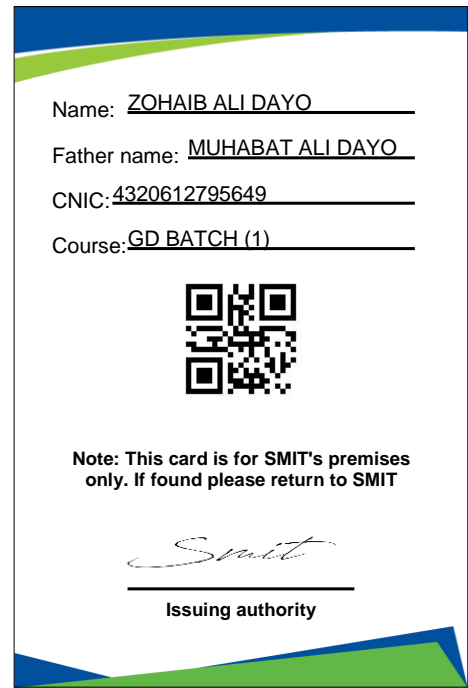 Name: ZOHAIB ALI DAYO
Father name: MUHABAT ALI DAYO
CNIC: 4320612795649
Course: GD BATCH (1)
Note: This card is for SMIT's premises
only. If found please return to SMIT
Smit
Issuing authority